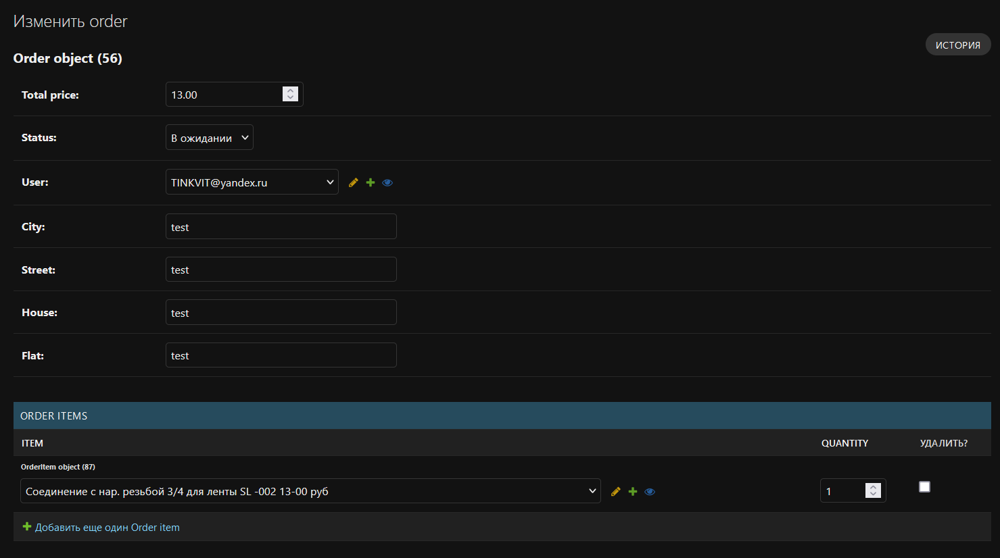 Изменить order
ИСТОРИЯ
Order object (56)
Total price: 13.00
Status: В ожидании
User: TINKVIT@yandex.ru
City: test
Street: test
House: test
Flat: test
ORDER ITEMS
ITEM QUANTITY УДАЛИТЬ?
OrderItem object (87)
Соединение с нар. резьбой 3/4 для ленты SL -002 13-00 руб 1
Добавить еще один Order item